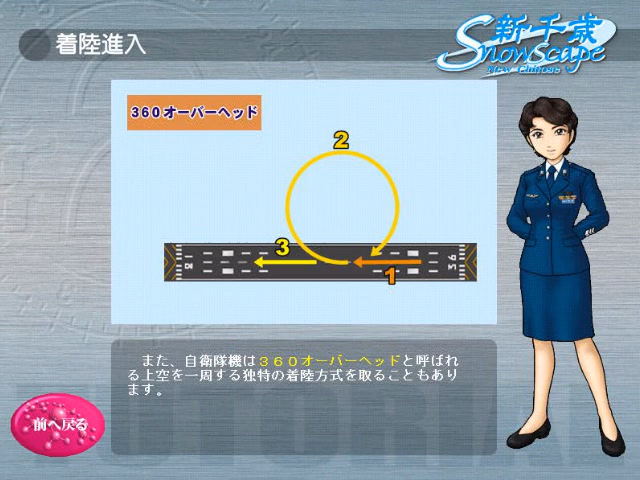 着陸進入
新千歳
Snowscape
New Chitose
360オーバーヘッド
2
3
1
また、自衛隊機は360オーバーヘッドと呼ばれ
る上空を一周する独特の着陸方式を取ることもあり
ます。
前へ戻る
TUTORIAL